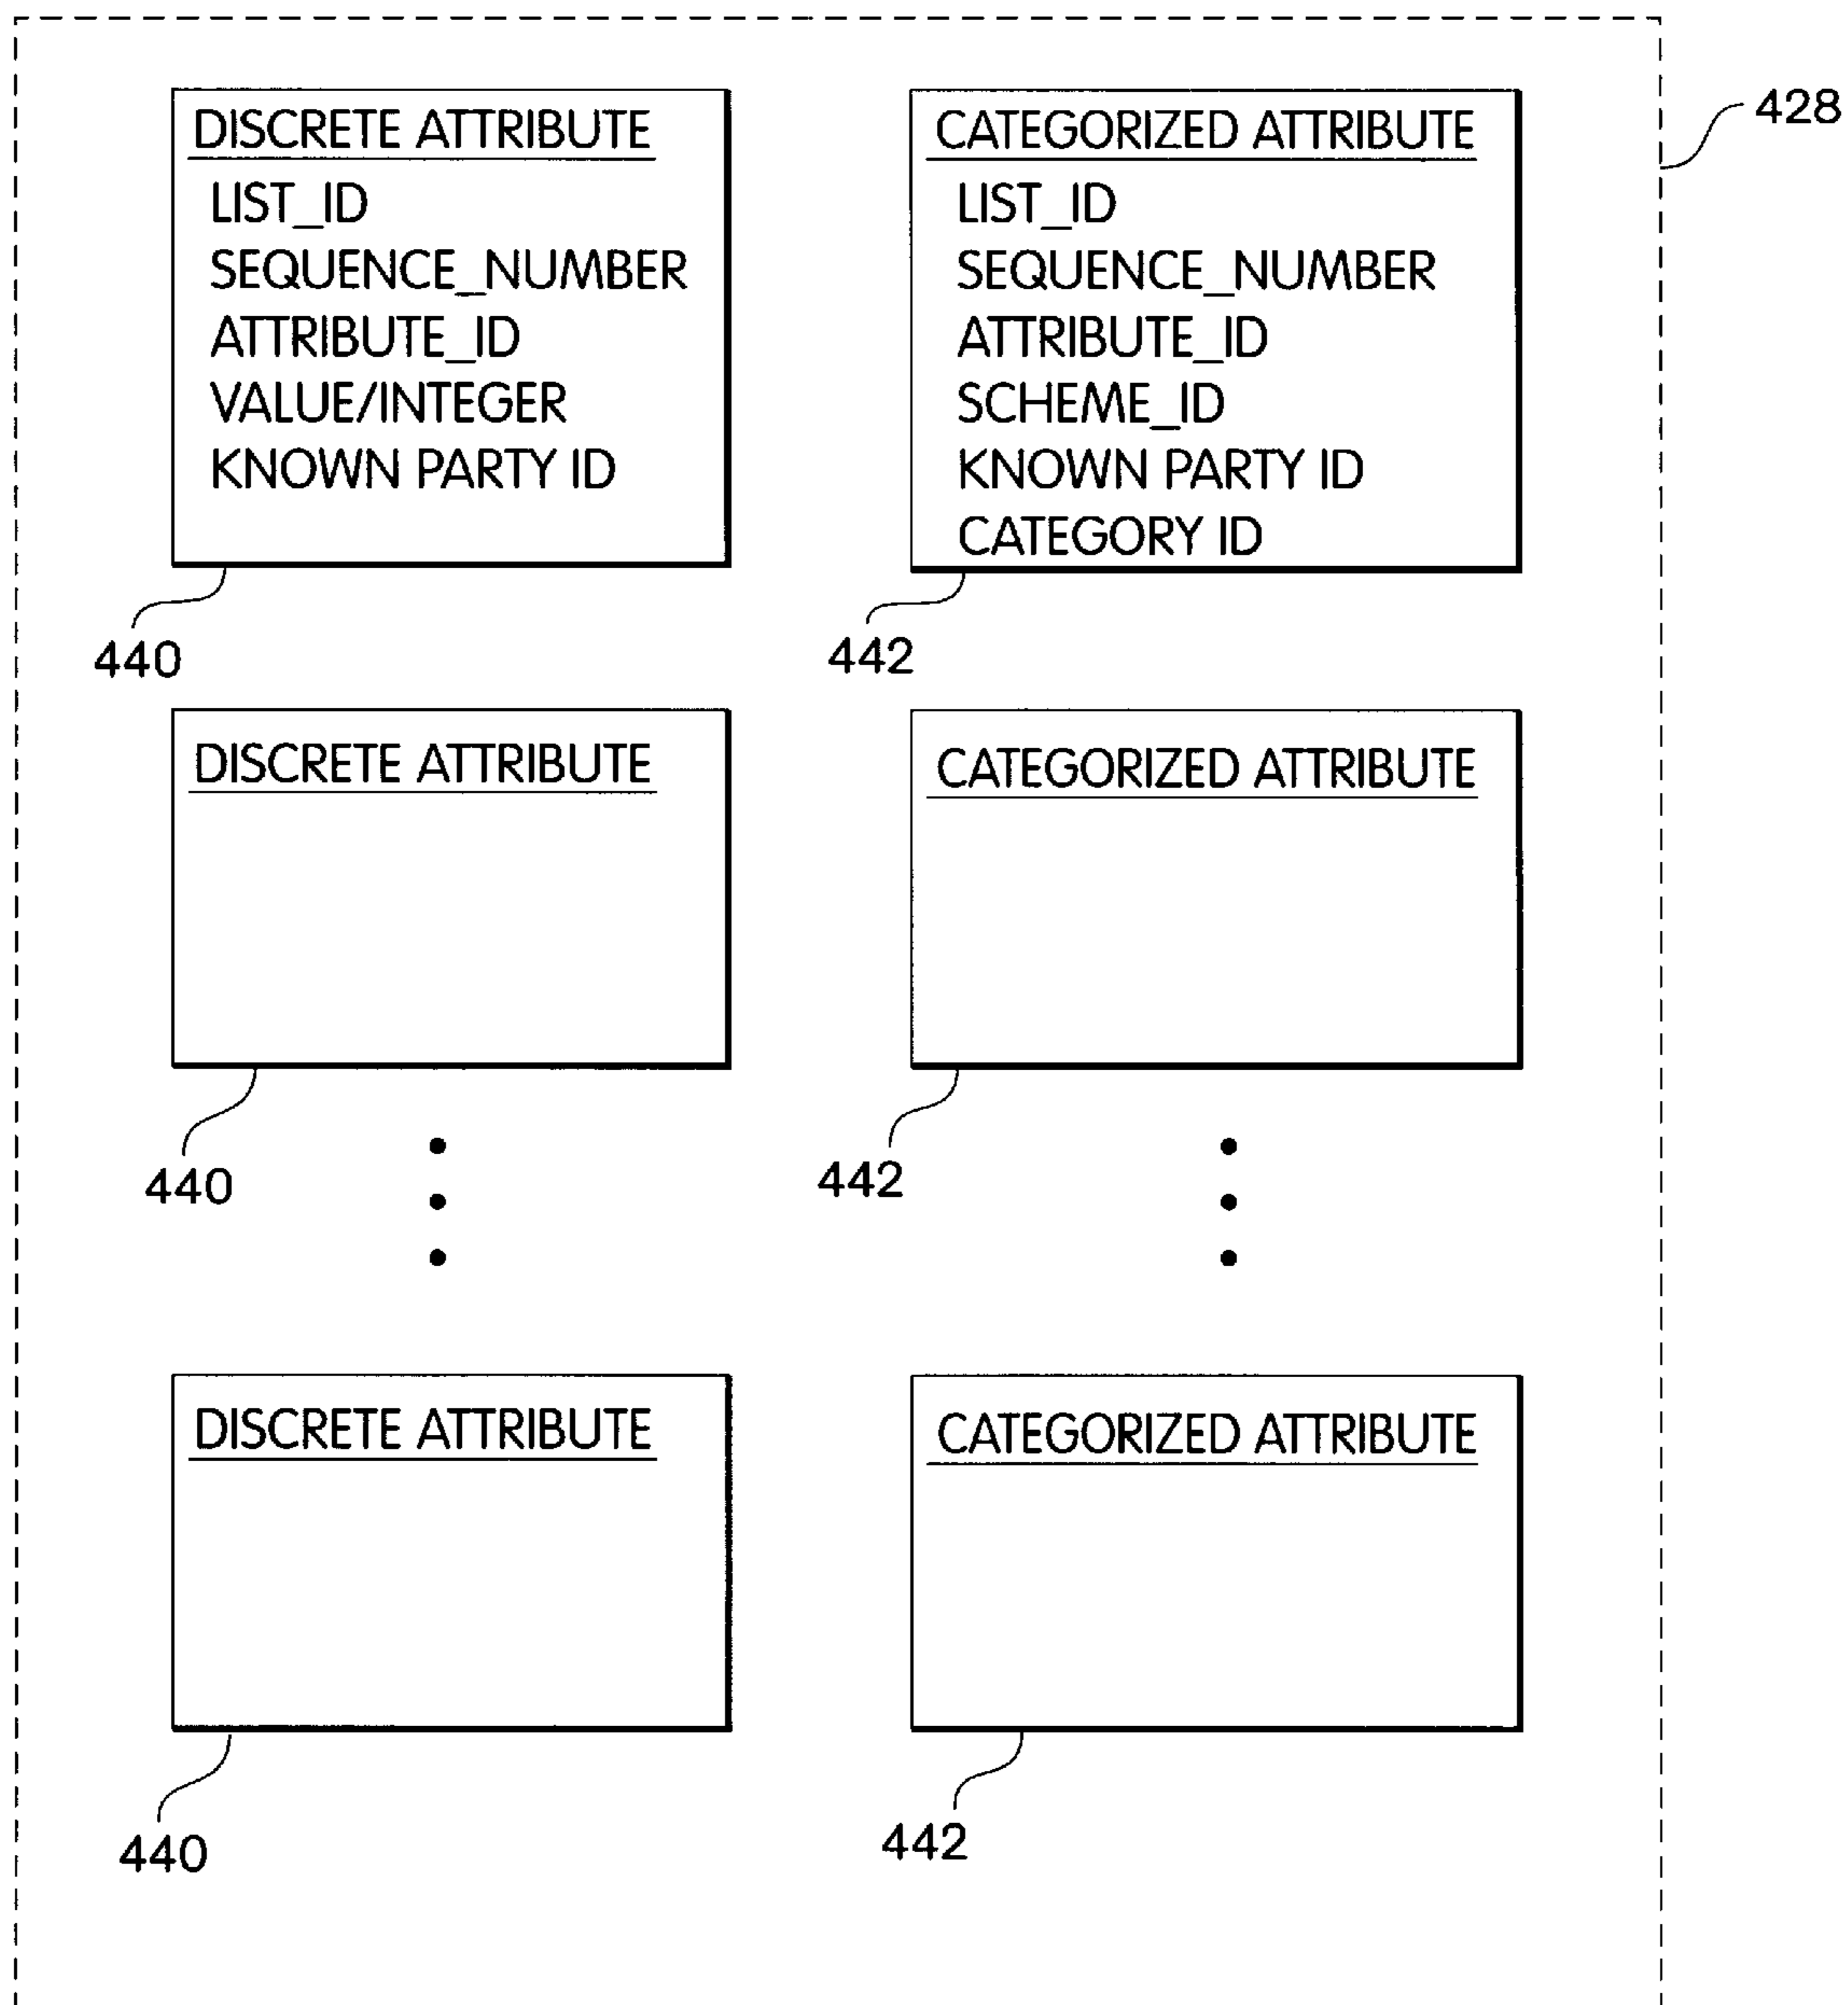 428
DISCRETE ATTRIBUTE
LIST_ID
SEQUENCE_NUMBER
ATTRIBUTE_ID
VALUE/INTEGER
KNOWN PARTY ID
440
CATEGORIZED ATTRIBUTE
LIST_ID
SEQUENCE_NUMBER
ATTRIBUTE_ID
SCHEME_ID
KNOWN PARTY ID
CATEGORY ID
442
DISCRETE ATTRIBUTE
440
CATEGORIZED ATTRIBUTE
442
DISCRETE ATTRIBUTE
440
CATEGORIZED ATTRIBUTE
442